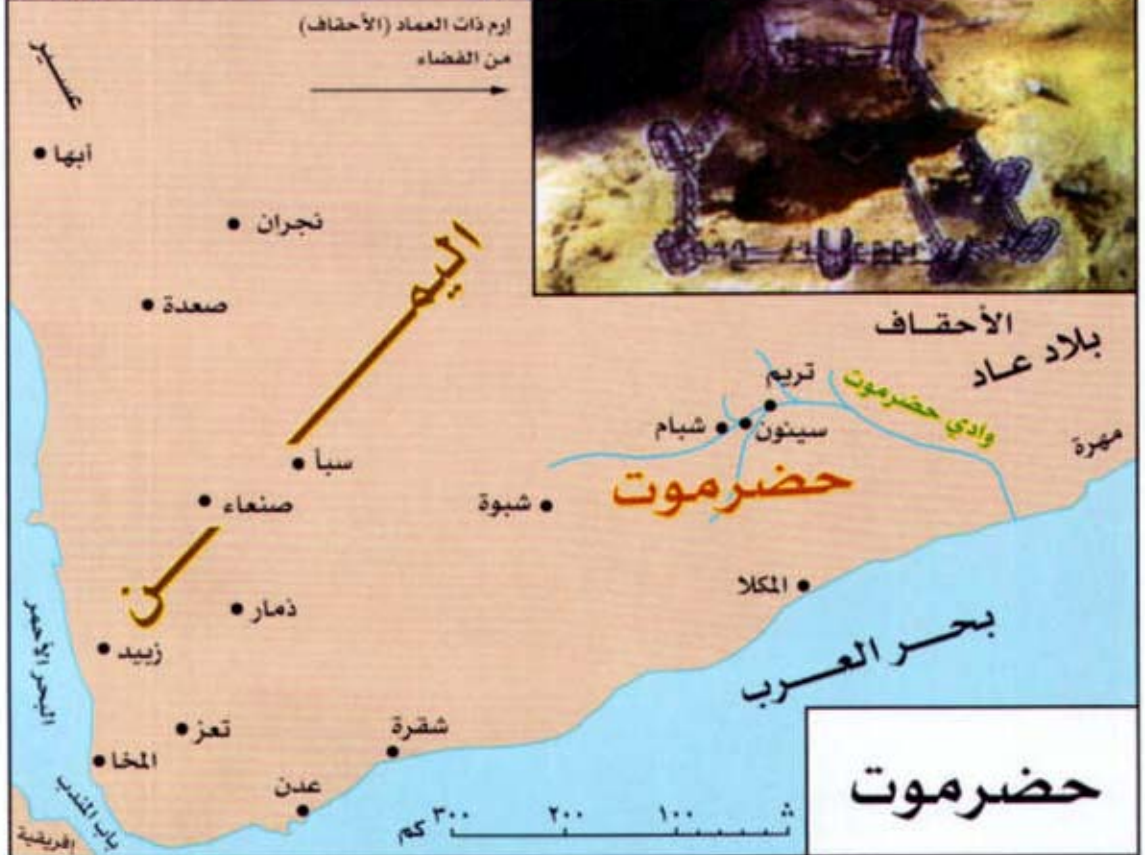 إرم ذات العماد (الأحقاف)
من الفضاء
عسير
أبها
نجران
اليمن
صعدة
الأحقاف
بلاد عاد
تريم
وادي حضرموت
شبام
سينون
مهرة
سبأ
حضرموت
صنعاء
شبوة
المكلا
ذمار
زبيد
البحر الأحمر
بحر العرب
تعز
شقرة
المخا
عدن
باب المندب
إفريقية
٣٠٠ ٢٠٠ ١٠٠
كم
حضرموت